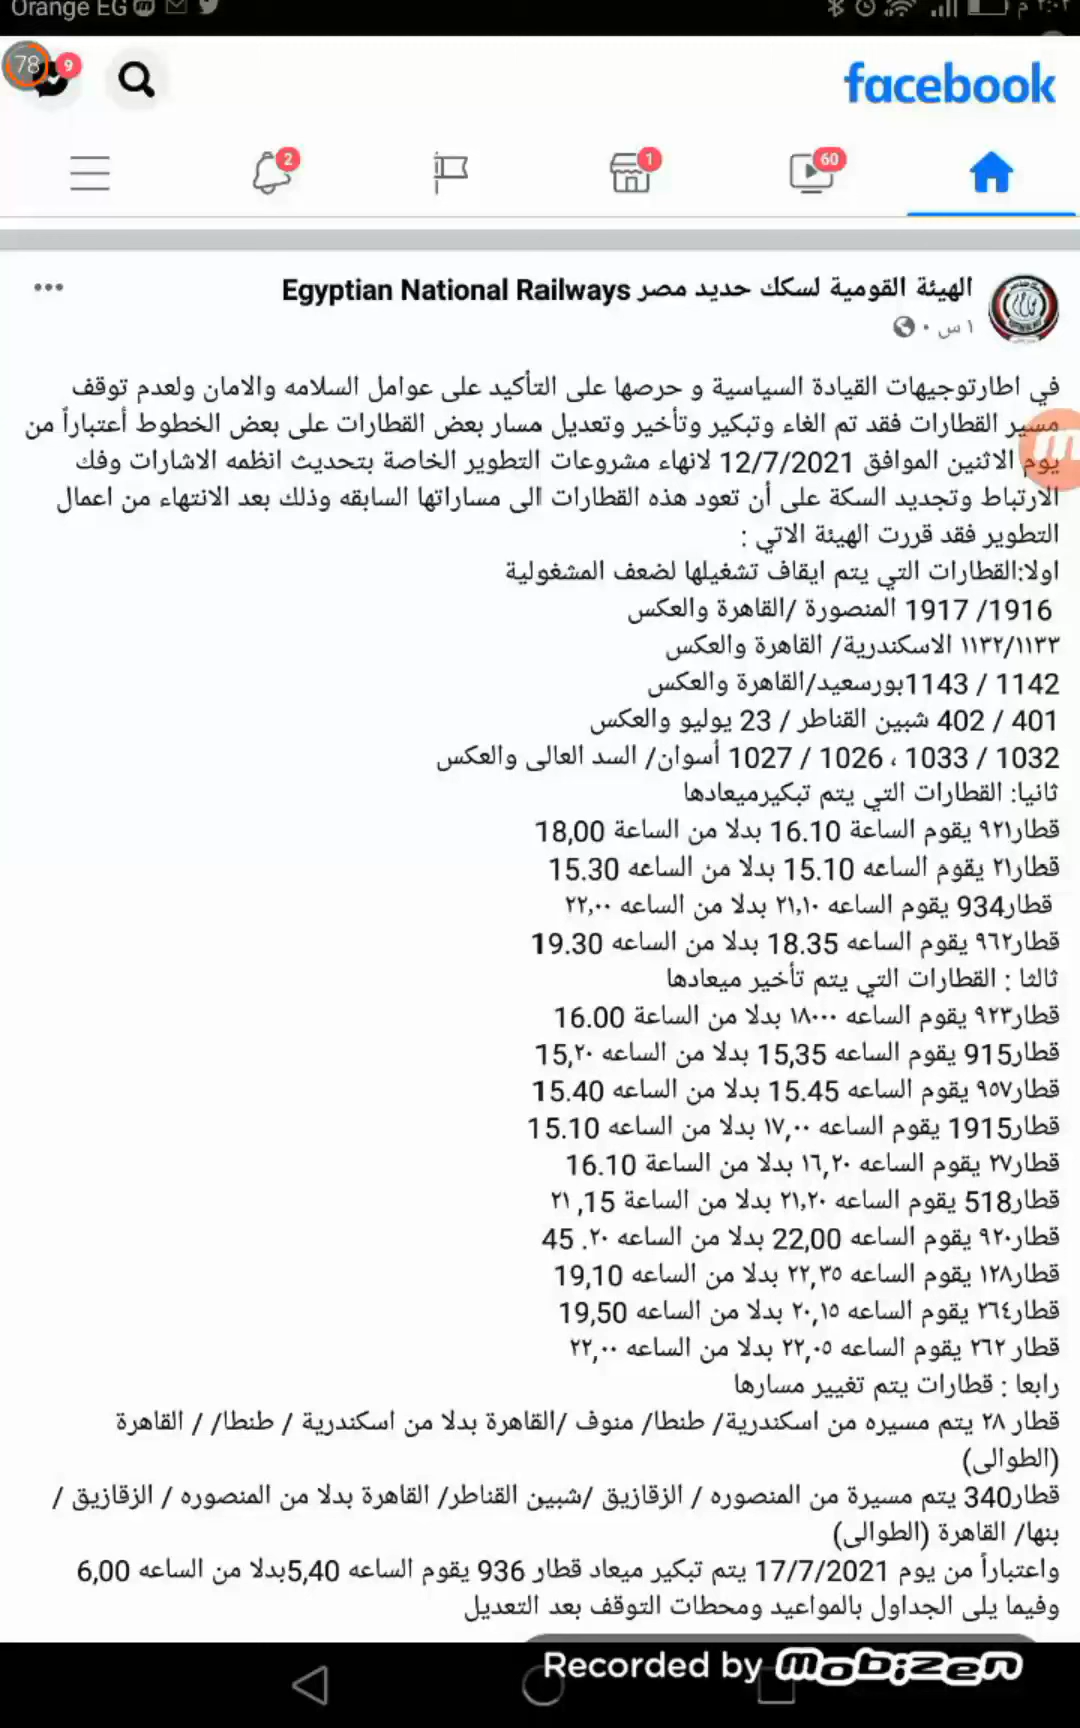 Orange EG
٢:٠٢ م
78
9
facebook
2
1
60
الهيئة القومية لسكك حديد مصر Egyptian National Railways
١ س
في اطارتوجيهات القيادة السياسية و حرصها على التأكيد على عوامل السلامه والامان ولعدم توقف
مسير القطارات فقد تم الغاء وتبكير وتأخير وتعديل مسار بعض القطارات على بعض الخطوط أعتباراً من
يوم الاثنين الموافق 12/7/2021 لانهاء مشروعات التطوير الخاصة بتحديث انظمه الاشارات وفك
الارتباط وتجديد السكة على أن تعود هذه القطارات الى مساراتها السابقه وذلك بعد الانتهاء من اعمال
التطوير فقد قررت الهيئة الاتي :
اولا:القطارات التي يتم ايقاف تشغيلها لضعف المشغولية
1916/ 1917 المنصورة /القاهرة والعكس
١١٣٢/١١٣٣ الاسكندرية/ القاهرة والعكس
1142 / 1143بورسعيد/القاهرة والعكس
401 / 402 شبين القناطر / 23 يوليو والعكس
1032 / 1033 ، 1026 / 1027 أسوان/ السد العالى والعكس
ثانيا: القطارات التي يتم تبكيرميعادها
قطار٩٢١ يقوم الساعة 16.10 بدلا من الساعة 18,00
قطار٢١ يقوم الساعه 15.10 بدلا من الساعه 15.30
قطار934 يقوم الساعه ٢١,١٠ بدلا من الساعه ٢٢,٠٠
قطار٩٦٢ يقوم الساعه 18.35 بدلا من الساعه 19.30
ثالثا : القطارات التي يتم تأخير ميعادها
قطار٩٢٣ يقوم الساعه ١٨٠٠٠ بدلا من الساعة 16.00
قطار915 يقوم الساعه 15,35 بدلا من الساعه 15,٢٠
قطار٩٥٧ يقوم الساعه 15.45 بدلا من الساعه 15.40
قطار1915 يقوم الساعه ١٧,٠٠ بدلا من الساعه 15.10
قطار٢٧ يقوم الساعه ١٦,٢٠ بدلا من الساعة 16.10
قطار518 يقوم الساعه ٢١,٢٠ بدلا من الساعة 15, ٢١
قطار٩٢٠ يقوم الساعه 22,00 بدلا من الساعه ٢٠. 45
قطار١٢٨ يقوم الساعه ٢٢,٣٥ بدلا من الساعه 19,10
قطار٢٦٤ يقوم الساعه ٢٠,١٥ بدلا من الساعه 19,50
قطار ٢٦٢ يقوم الساعه ٢٢,٠٥ بدلا من الساعه ٢٢,٠٠
رابعا : قطارات يتم تغيير مسارها
قطار ٢٨ يتم مسيره من اسكندرية/ طنطا/ منوف /القاهرة بدلا من اسكندرية / طنطا/ / القاهرة
(الطوالى)
قطار340 يتم مسيرة من المنصوره / الزقازيق /شبين القناطر/ القاهرة بدلا من المنصوره / الزقازيق /
بنها/ القاهرة (الطوالى)
واعتباراً من يوم 17/7/2021 يتم تبكير ميعاد قطار 936 يقوم الساعه 5,40بدلا من الساعه 6,00
وفيما يلى الجداول بالمواعيد ومحطات التوقف بعد التعديل
Recorded by mobizen